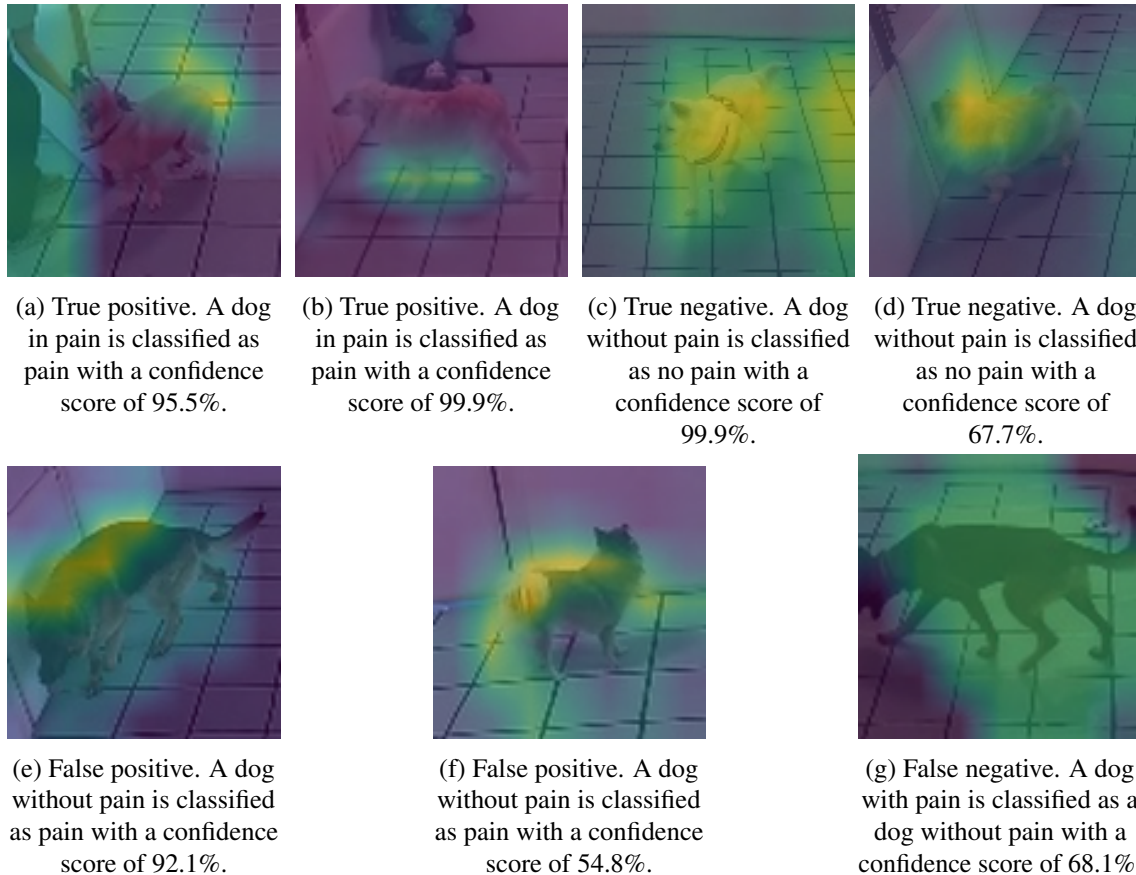 (a) True positive. A dog
in pain is classified as
pain with a confidence
score of 95.5%.
(b) True positive. A dog
in pain is classified as
pain with a confidence
score of 99.9%.
(c) True negative. A dog
without pain is classified
as no pain with a
confidence score of
99.9%.
(d) True negative. A dog
without pain is classified
as no pain with a
confidence score of
67.7%.
(e) False positive. A dog
without pain is classified
as pain with a confidence
score of 92.1%.
(f) False positive. A dog
without pain is classified
as pain with a confidence
score of 54.8%.
(g) False negative. A dog
with pain is classified as a
dog without pain with a
confidence score of 68.1%